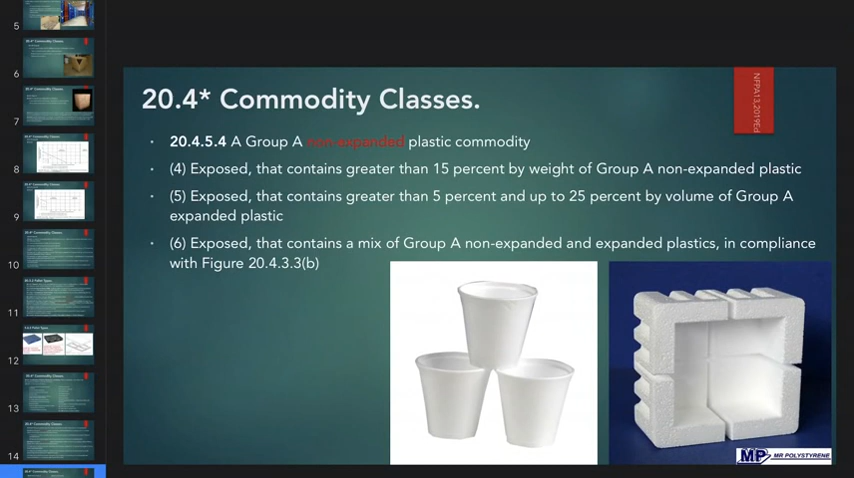 5
6
7
8
9
10
11
12
13
14
20.4* Commodity Classes.
NFPA13,2019Ed
20.4.5.4 A Group A non-expanded plastic commodity
(4) Exposed, that contains greater than 15 percent by weight of Group A non-expanded plastic
(5) Exposed, that contains greater than 5 percent and up to 25 percent by volume of Group A
expanded plastic
(6) Exposed, that contains a mix of Group A non-expanded and expanded plastics, in compliance
with Figure 20.4.3.3(b)
MP MR POLYSTYRENE